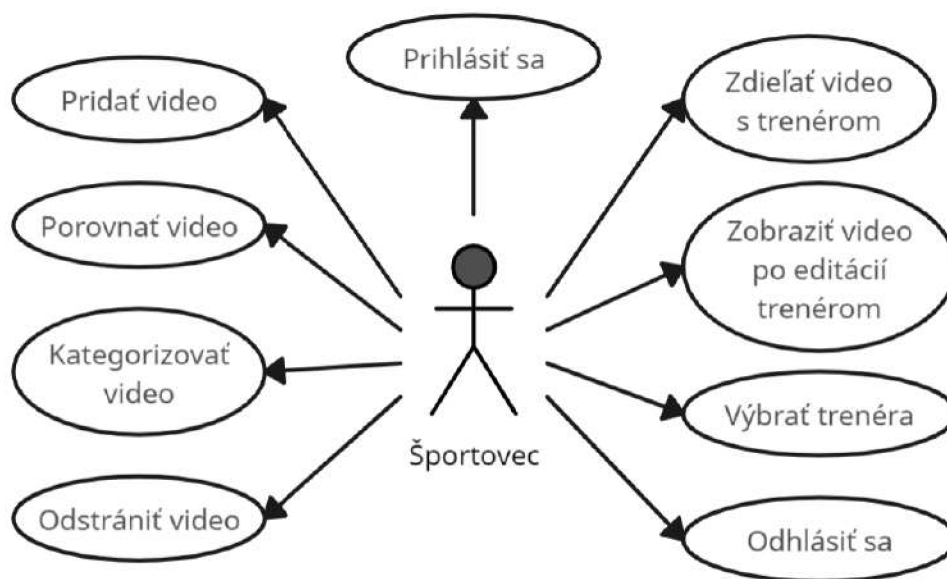 Prihlásiť sa
Pridať video
Porovnať video
Kategorizovať
video
Odstrániť video
Športovec
Zdieľať video
s trenérom
Zobraziť video
po editácií
trenérom
Výbrať trenéra
Odhlásiť sa